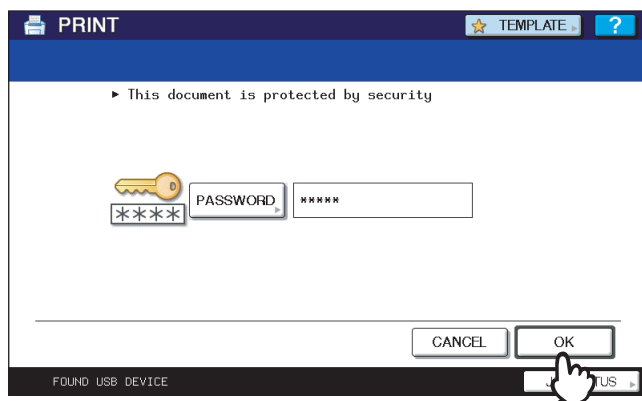 PRINT
TEMPLATE
?
This document is protected by security
****
PASSWORD
*****
CANCEL
OK
FOUND USB DEVICE